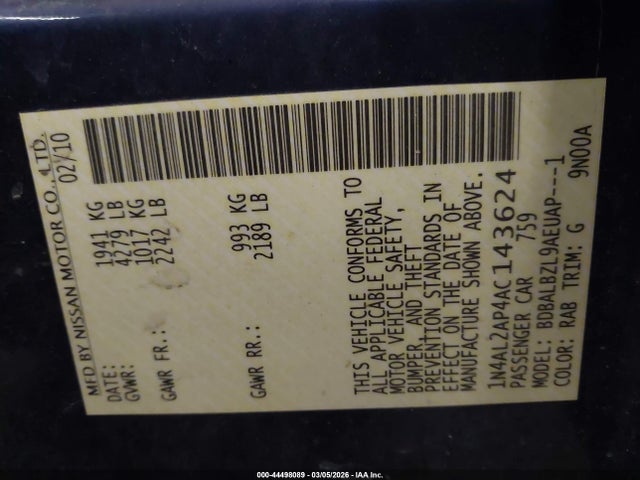 MFD BY NISSAN MOTOR CO., LTD.
DATE: 02/10
GVWR: 1941 KG
4279 LB
GAWR FR.: 1017 KG
2242 LB
GAWR RR.: 993 KG
2189 LB
THIS VEHICLE CONFORMS TO
ALL APPLICABLE FEDERAL
MOTOR VEHICLE SAFETY,
BUMPER, AND THEFT
PREVENTION STANDARDS IN
EFFECT ON THE DATE OF
MANUFACTURE SHOWN ABOVE.
1N4AL2AP4AC143624
PASSENGER CAR 759
MODEL: BDBALBZL9AEUAP---1
COLOR: RAB TRIM: G 9N00A
000-44498089 - 03/05/2026 - IAA Inc.